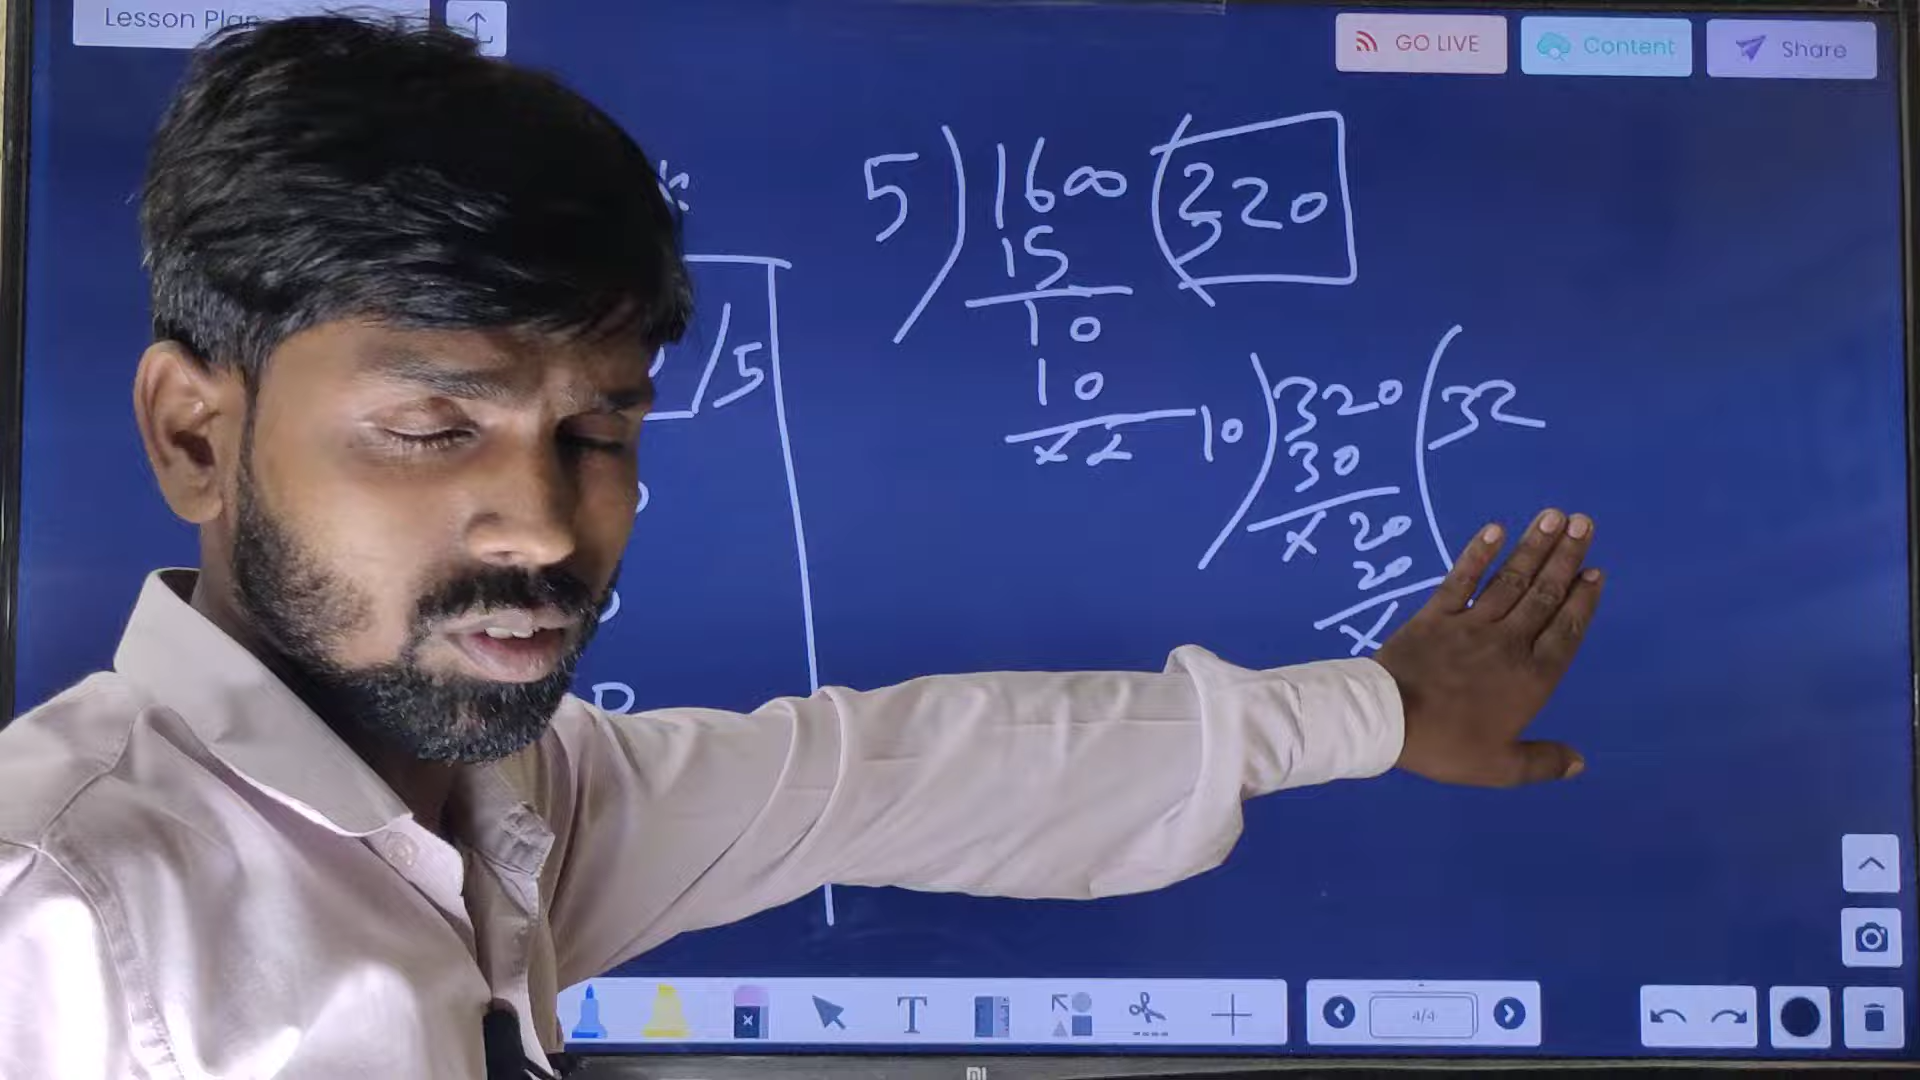 Lesson Plan
GO LIVE
Content
Share
5 ) 1600 ( 320
15
10
10
x x
/5
10 ) 320 ( 32
30
x 20
20
x
T
4/4